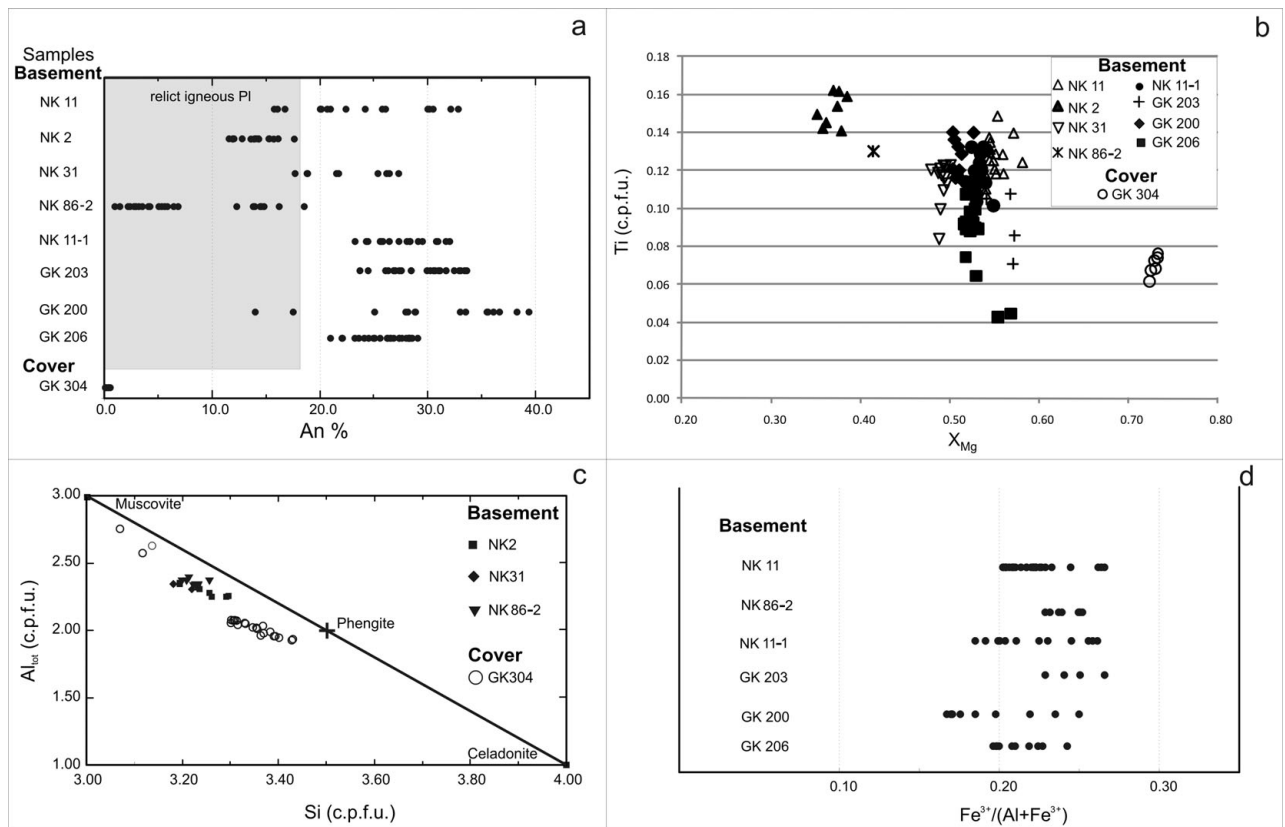 a
Samples
Basement
relict igneous Pl
NK 11
NK 2
NK 31
NK 86-2
NK 11-1
GK 203
GK 200
GK 206
Cover
GK 304
0.0 10.0 20.0 30.0 40.0
An %
b
0.18
0.16
0.14
0.12
0.10
0.08
0.06
0.04
0.02
0.00
Ti (c.p.f.u.)
0.20 0.30 0.40 0.50 0.60 0.70 0.80
XMg
Basement
NK 11 NK 11-1
NK 2 GK 203
NK 31 GK 200
NK 86-2 GK 206
Cover
GK 304
c
3.00
2.50
2.00
1.50
1.00
Altot (c.p.f.u.)
Muscovite
Phengite
Celadonite
Basement
NK2
NK31
NK 86-2
Cover
GK304
3.00 3.20 3.40 3.60 3.80 4.00
Si (c.p.f.u.)
d
Basement
NK 11
NK 86-2
NK 11-1
GK 203
GK 200
GK 206
0.10 0.20 0.30
Fe³⁺/(Al+Fe³⁺)